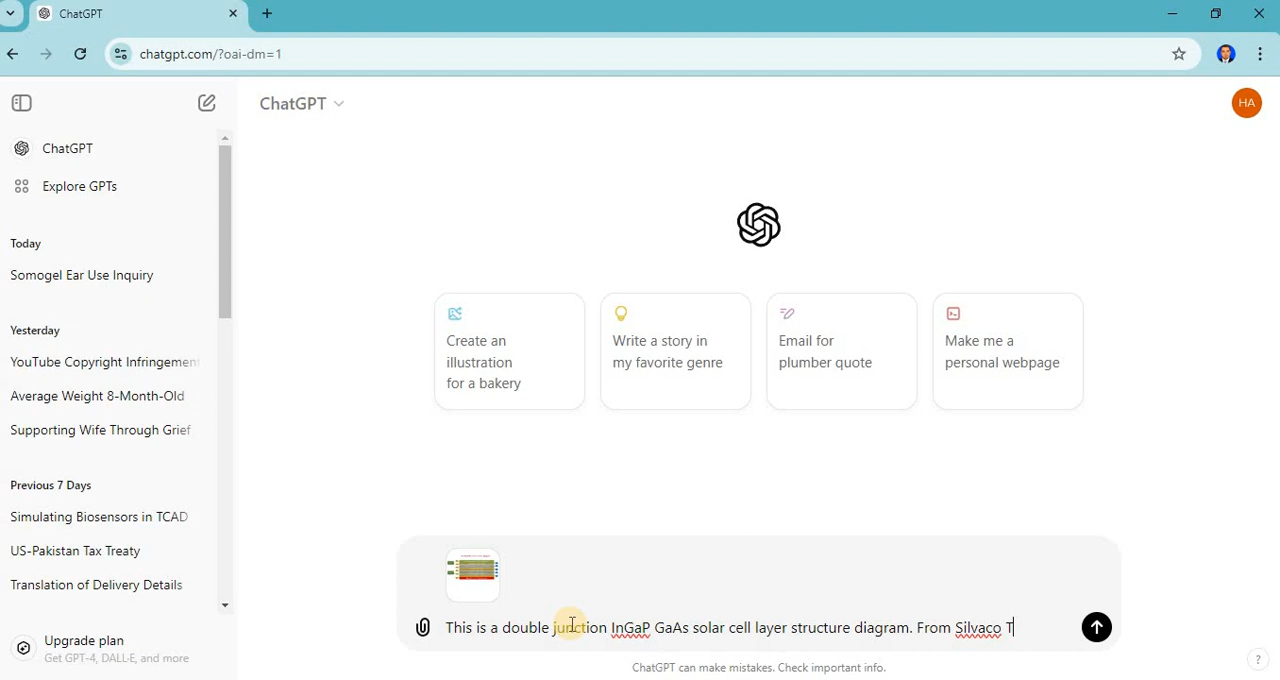 ChatGPT
chatgpt.com/?oai-dm=1
ChatGPT
HA
ChatGPT
Explore GPTs
Today
Somogel Ear Use Inquiry
Yesterday
YouTube Copyright Infringement
Average Weight 8-Month-Old
Supporting Wife Through Grief
Previous 7 Days
Simulating Biosensors in TCAD
US-Pakistan Tax Treaty
Translation of Delivery Details
Upgrade plan
Get GPT-4, DALL·E, and more
Create an
illustration
for a bakery
Write a story in
my favorite genre
Email for
plumber quote
Make me a
personal webpage
This is a double junction InGaP GaAs solar cell layer structure diagram. From Silvaco T
ChatGPT can make mistakes. Check important info.
?